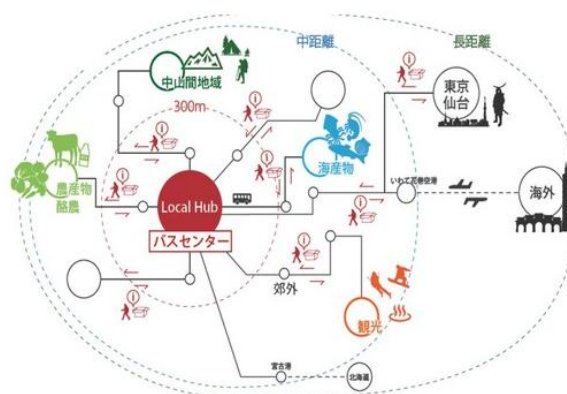 中距離
長距離
中山間地域
東京
仙台
300m
農産物
酪農
海産物
Local Hub
バスセンター
いわて花巻空港
海外
郊外
観光
宮古港
北海道